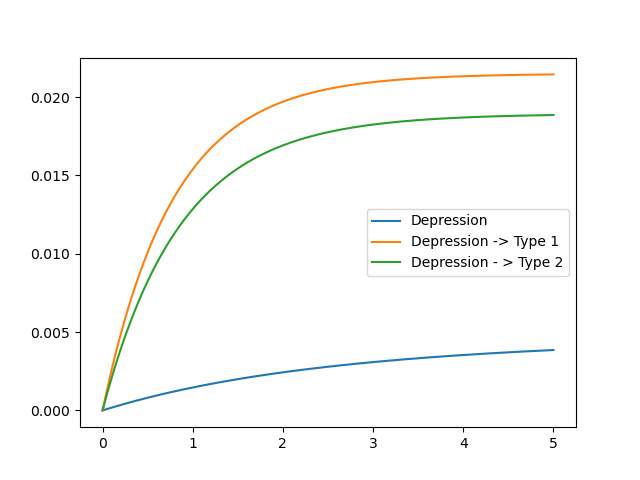 0.020
0.015
0.010
0.005
0.000
Depression
Depression -> Type 1
Depression - > Type 2
0 1 2 3 4 5